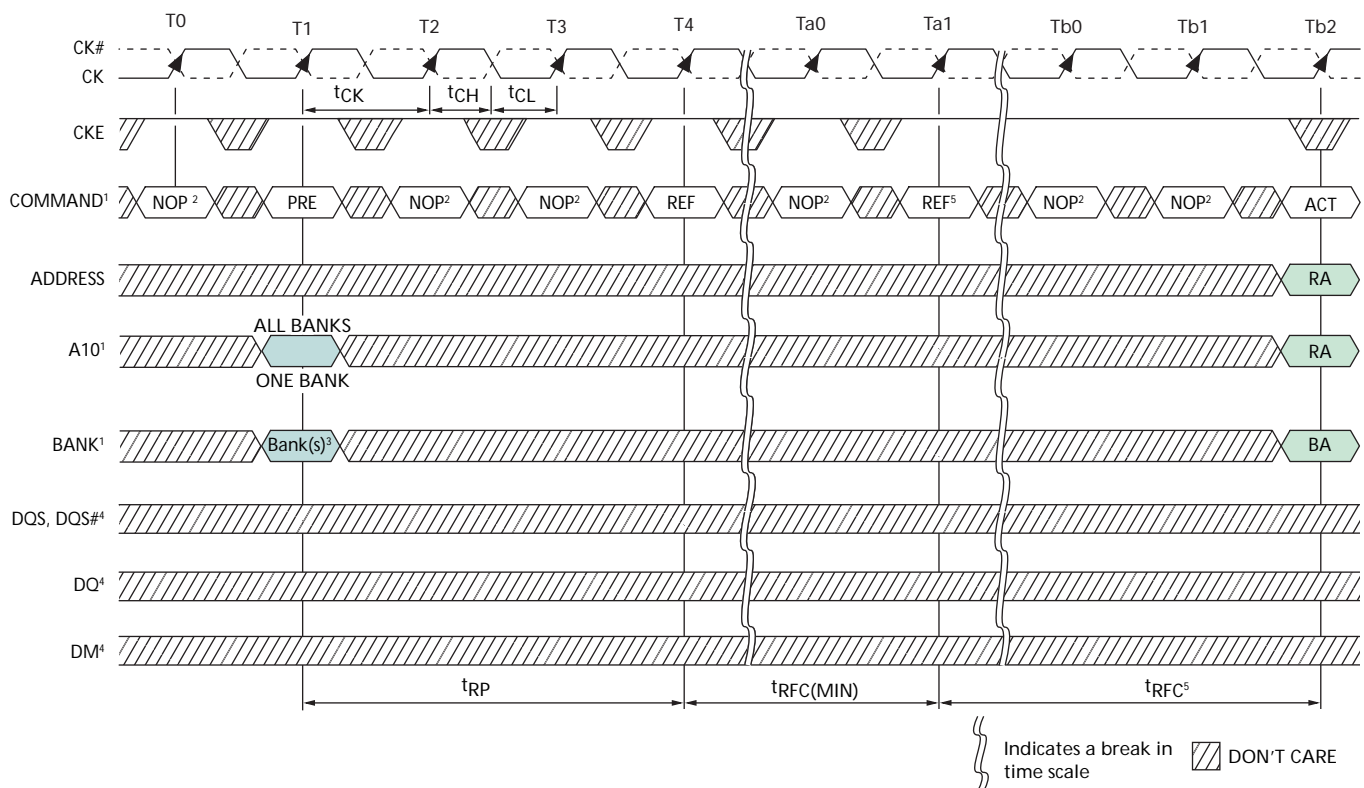 T0 T1 T2 T3 T4 Ta0 Ta1 Tb0 Tb1 Tb2
CK#
CK
tCK tCH tCL
CKE
COMMAND¹ NOP² PRE NOP² NOP² REF NOP² REF⁵ NOP² NOP² ACT
ADDRESS RA
ALL BANKS
A10¹ RA
ONE BANK
BANK¹ Bank(s)³ BA
DQS, DQS#⁴
DQ⁴
DM⁴
tRP tRFC(MIN) tRFC⁵
Indicates a break in
time scale
DON'T CARE